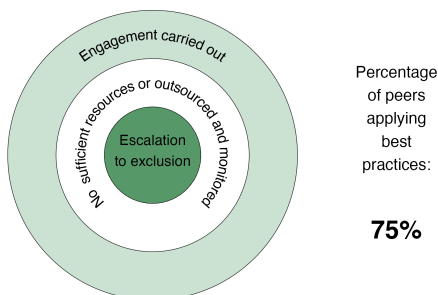 Engagement carried out
No sufficient resources or outsourced and monitored
Escalation
to exclusion
Percentage
of peers
applying
best
practices:
75%